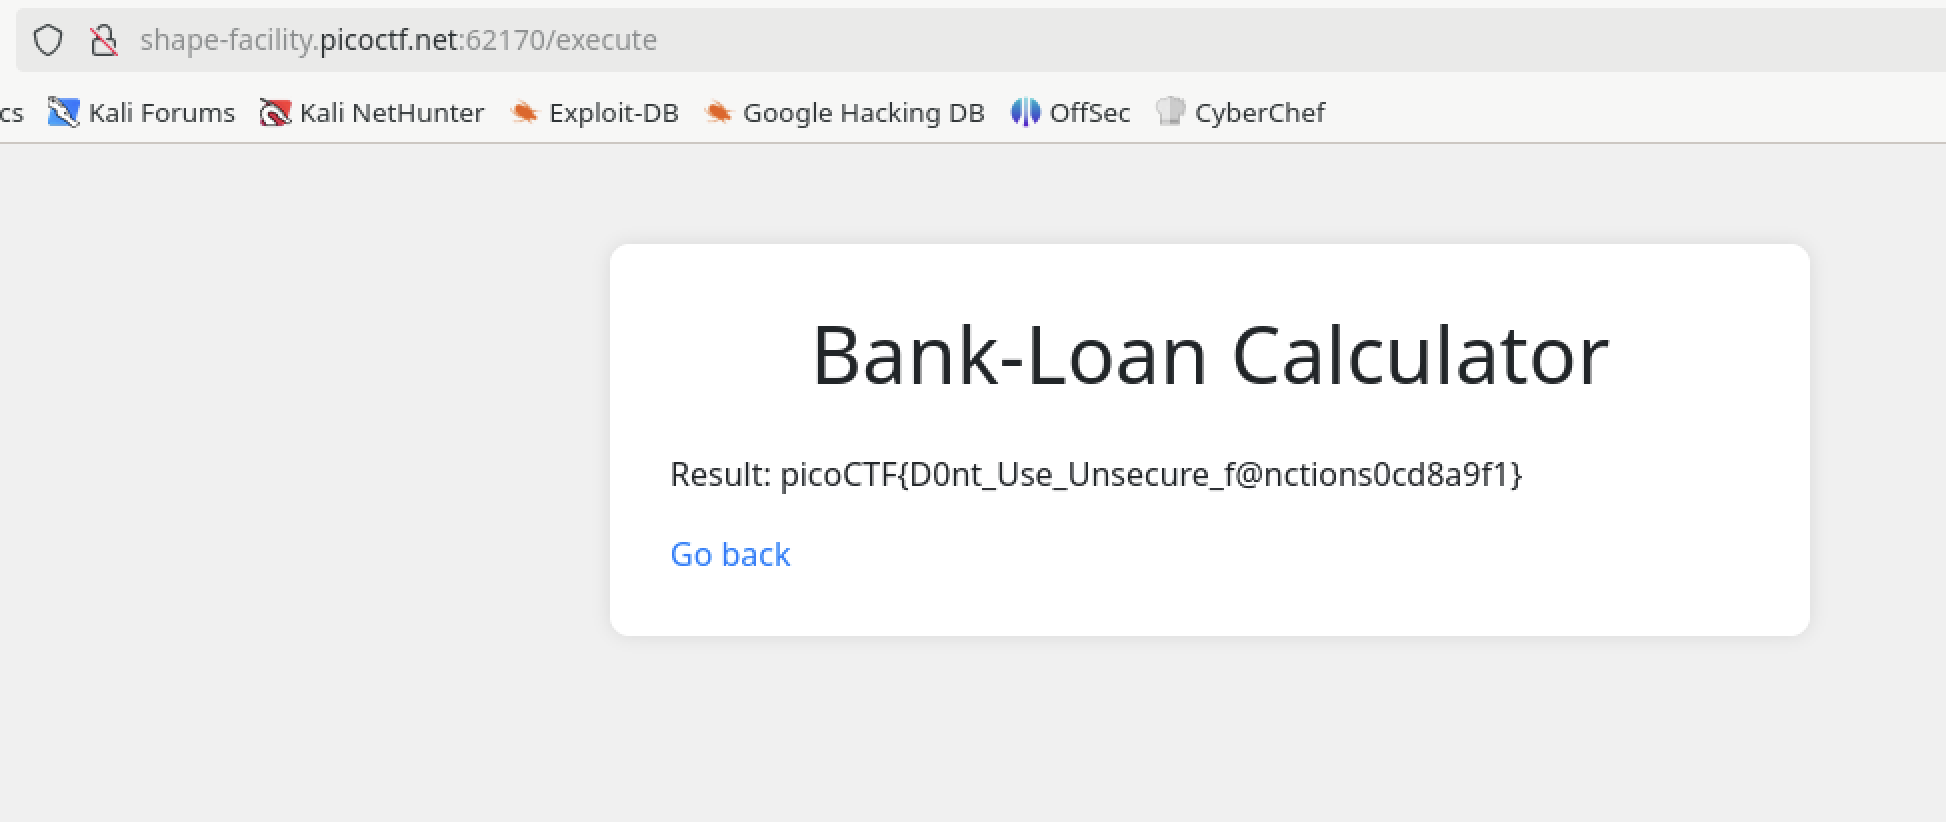 shape-facility.picoctf.net:62170/execute
cs Kali Forums Kali NetHunter Exploit-DB Google Hacking DB OffSec CyberChef
Bank-Loan Calculator
Result: picoCTF{D0nt_Use_Unsecure_f@nctions0cd8a9f1}
Go back